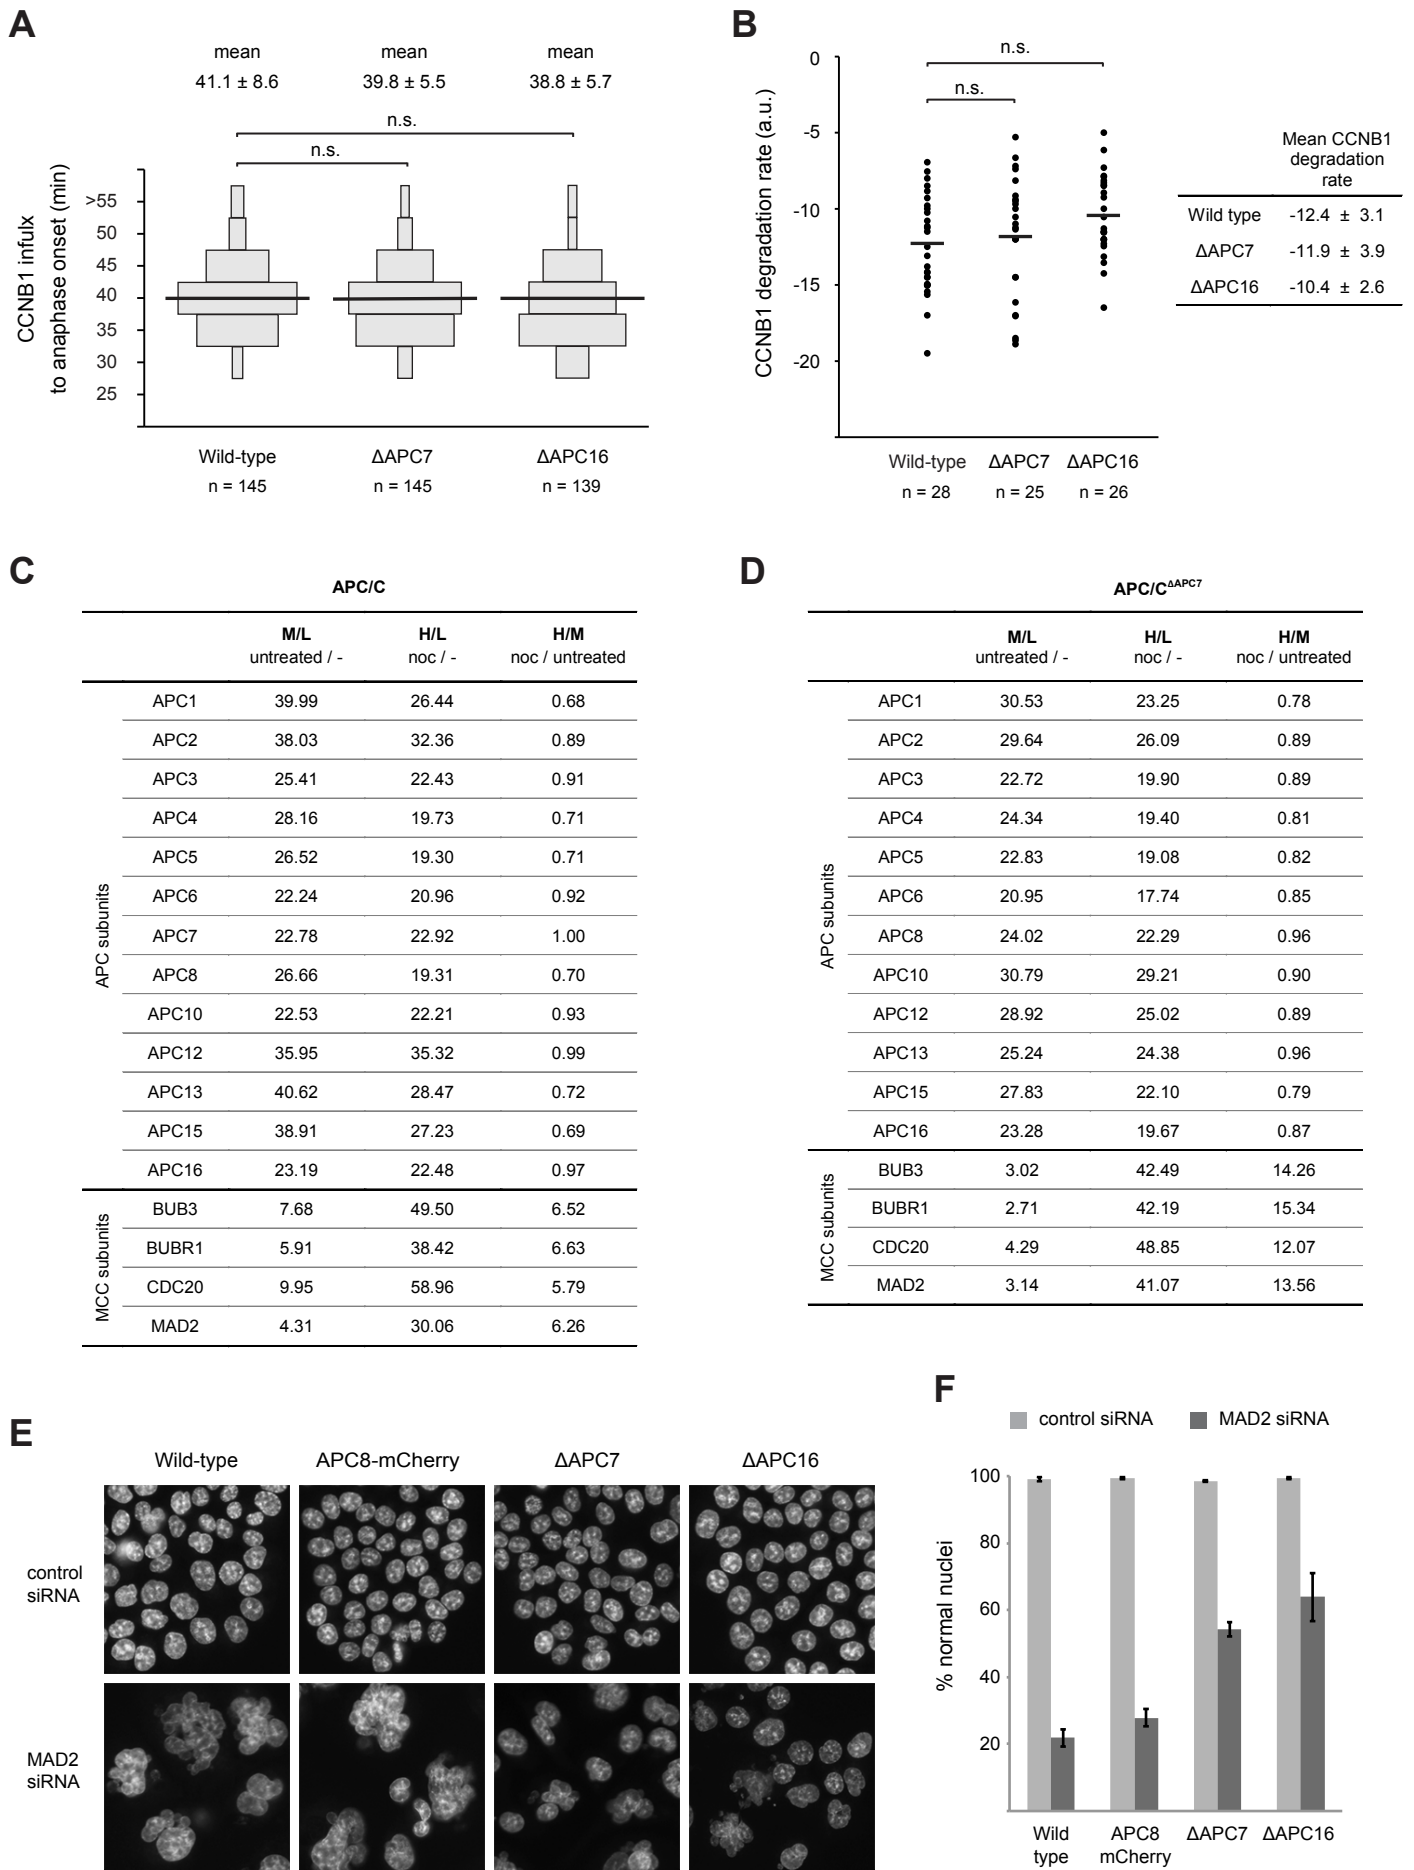 A
mean mean mean
41.1 ± 8.6 39.8 ± 5.5 38.8 ± 5.7
n.s.
n.s.
CCNB1 infulx
to anaphase onset (min)
>55
50
45
40
35
30
25
Wild-type ΔAPC7 ΔAPC16
n = 145 n = 145 n = 139
B
n.s.
n.s.
CCNB1 degradation rate (a.u.)
0
-5
-10
-15
-20
Wild-type ΔAPC7 ΔAPC16
n = 28 n = 25 n = 26
Mean CCNB1
degradation
rate
Wild type -12.4 ± 3.1
ΔAPC7 -11.9 ± 3.9
ΔAPC16 -10.4 ± 2.6
C
APC/C
M/L H/L H/M
untreated / - noc / - noc / untreated
APC subunits
APC1 39.99 26.44 0.68
APC2 38.03 32.36 0.89
APC3 25.41 22.43 0.91
APC4 28.16 19.73 0.71
APC5 26.52 19.30 0.71
APC6 22.24 20.96 0.92
APC7 22.78 22.92 1.00
APC8 26.66 19.31 0.70
APC10 22.53 22.21 0.93
APC12 35.95 35.32 0.99
APC13 40.62 28.47 0.72
APC15 38.91 27.23 0.69
APC16 23.19 22.48 0.97
MCC subunits
BUB3 7.68 49.50 6.52
BUBR1 5.91 38.42 6.63
CDC20 9.95 58.96 5.79
MAD2 4.31 30.06 6.26
D
APC/C^ΔAPC7
M/L H/L H/M
untreated / - noc / - noc / untreated
APC subunits
APC1 30.53 23.25 0.78
APC2 29.64 26.09 0.89
APC3 22.72 19.90 0.89
APC4 24.34 19.40 0.81
APC5 22.83 19.08 0.82
APC6 20.95 17.74 0.85
APC8 24.02 22.29 0.96
APC10 30.79 29.21 0.90
APC12 28.92 25.02 0.89
APC13 25.24 24.38 0.96
APC15 27.83 22.10 0.79
APC16 23.28 19.67 0.87
MCC subunits
BUB3 3.02 42.49 14.26
BUBR1 2.71 42.19 15.34
CDC20 4.29 48.85 12.07
MAD2 3.14 41.07 13.56
E
Wild-type APC8-mCherry ΔAPC7 ΔAPC16
control
siRNA
MAD2
siRNA
F
control siRNA MAD2 siRNA
% normal nuclei
100
80
60
40
20
Wild APC8 ΔAPC7 ΔAPC16
type mCherry